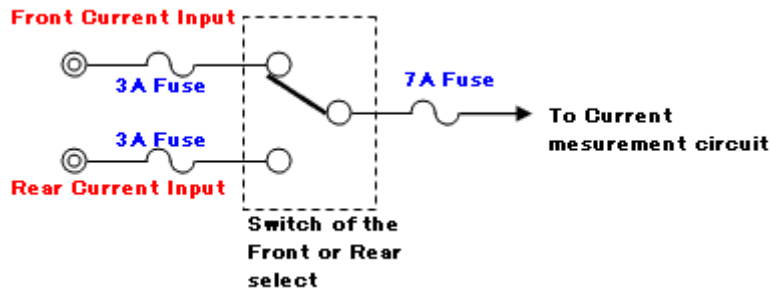 Front Current Input
3A Fuse
7A Fuse
To Current
mesurement circuit
3A Fuse
Rear Current Input
Switch of the
Front or Rear
select